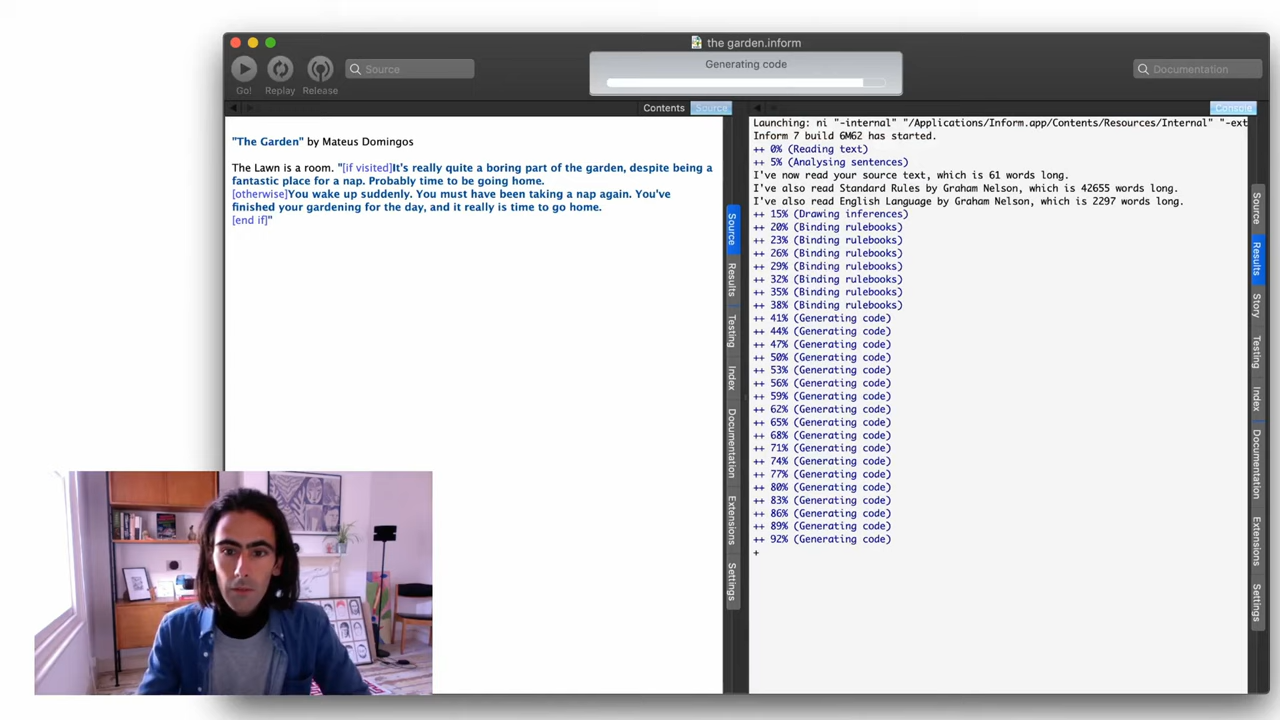 the garden.inform
Generating code
Go!
Replay
Release
Source
Documentation
Contents
Source
Console
"The Garden" by Mateus Domingos
The Lawn is a room. "[if visited]It's really quite a boring part of the garden, despite being a
fantastic place for a nap. Probably time to be going home.
[otherwise]You wake up suddenly. You must have been taking a nap again. You've
finished your gardening for the day, and it really is time to go home.
[end if]"
Source
Results
Testing
Index
Documentation
Extensions
Settings
Launching: ni "-internal" "/Applications/Inform.app/Contents/Resources/Internal" "-ext
Inform 7 build 6M62 has started.
++ 0% (Reading text)
++ 5% (Analysing sentences)
I've now read your source text, which is 61 words long.
I've also read Standard Rules by Graham Nelson, which is 42655 words long.
I've also read English Language by Graham Nelson, which is 2297 words long.
++ 15% (Drawing inferences)
++ 20% (Binding rulebooks)
++ 23% (Binding rulebooks)
++ 26% (Binding rulebooks)
++ 29% (Binding rulebooks)
++ 32% (Binding rulebooks)
++ 35% (Binding rulebooks)
++ 38% (Binding rulebooks)
++ 41% (Generating code)
++ 44% (Generating code)
++ 47% (Generating code)
++ 50% (Generating code)
++ 53% (Generating code)
++ 56% (Generating code)
++ 59% (Generating code)
++ 62% (Generating code)
++ 65% (Generating code)
++ 68% (Generating code)
++ 71% (Generating code)
++ 74% (Generating code)
++ 77% (Generating code)
++ 80% (Generating code)
++ 83% (Generating code)
++ 86% (Generating code)
++ 89% (Generating code)
++ 92% (Generating code)
+
Source
Results
Story
Testing
Index
Documentation
Extensions
Settings